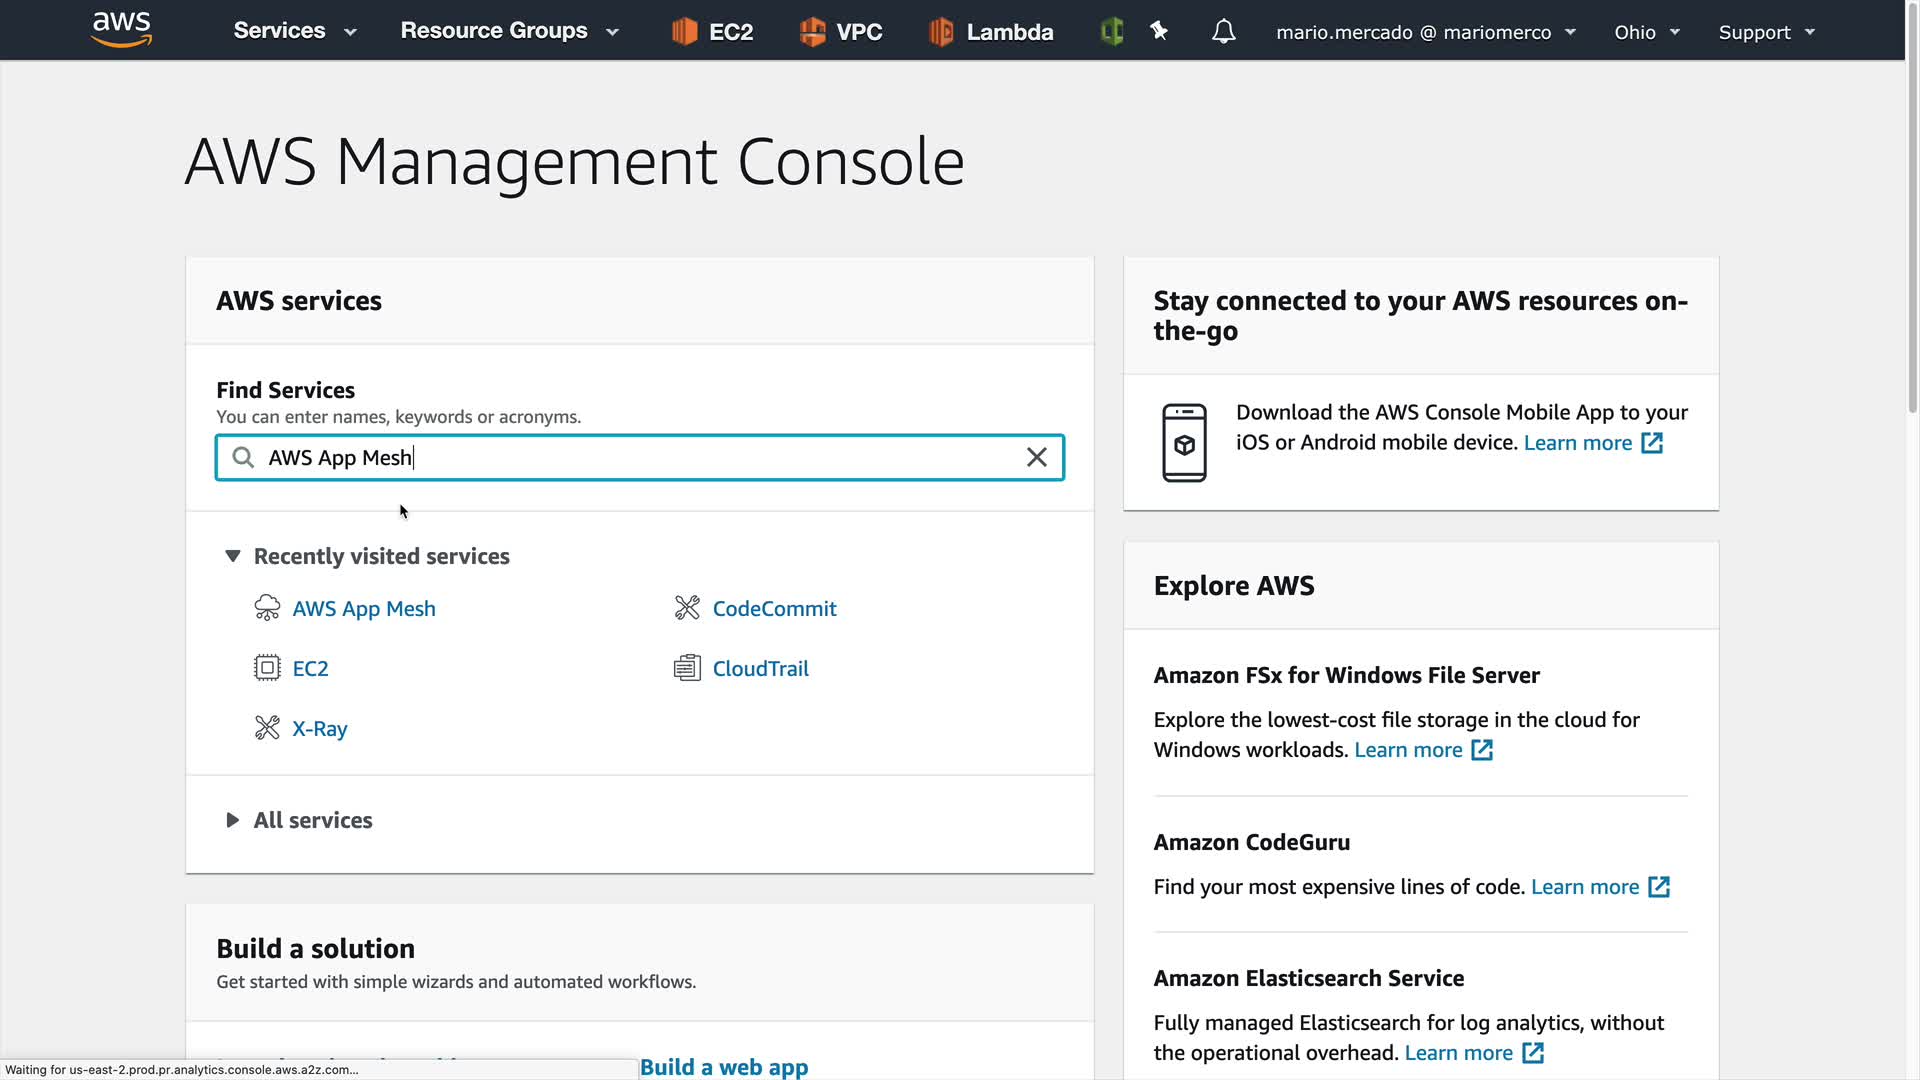 aws
Services
Resource Groups
EC2
VPC
Lambda
mario.mercado @ mariomerco
Ohio
Support
AWS Management Console
AWS services
Find Services
You can enter names, keywords or acronyms.
AWS App Mesh
Recently visited services
AWS App Mesh
CodeCommit
EC2
CloudTrail
X-Ray
All services
Build a solution
Get started with simple wizards and automated workflows.
Build a web app
Stay connected to your AWS resources on-
the-go
Download the AWS Console Mobile App to your
iOS or Android mobile device. Learn more
Explore AWS
Amazon FSx for Windows File Server
Explore the lowest-cost file storage in the cloud for
Windows workloads. Learn more
Amazon CodeGuru
Find your most expensive lines of code. Learn more
Amazon Elasticsearch Service
Fully managed Elasticsearch for log analytics, without
the operational overhead. Learn more
Waiting for us-east-2.prod.pr.analytics.console.aws.a2z.com...